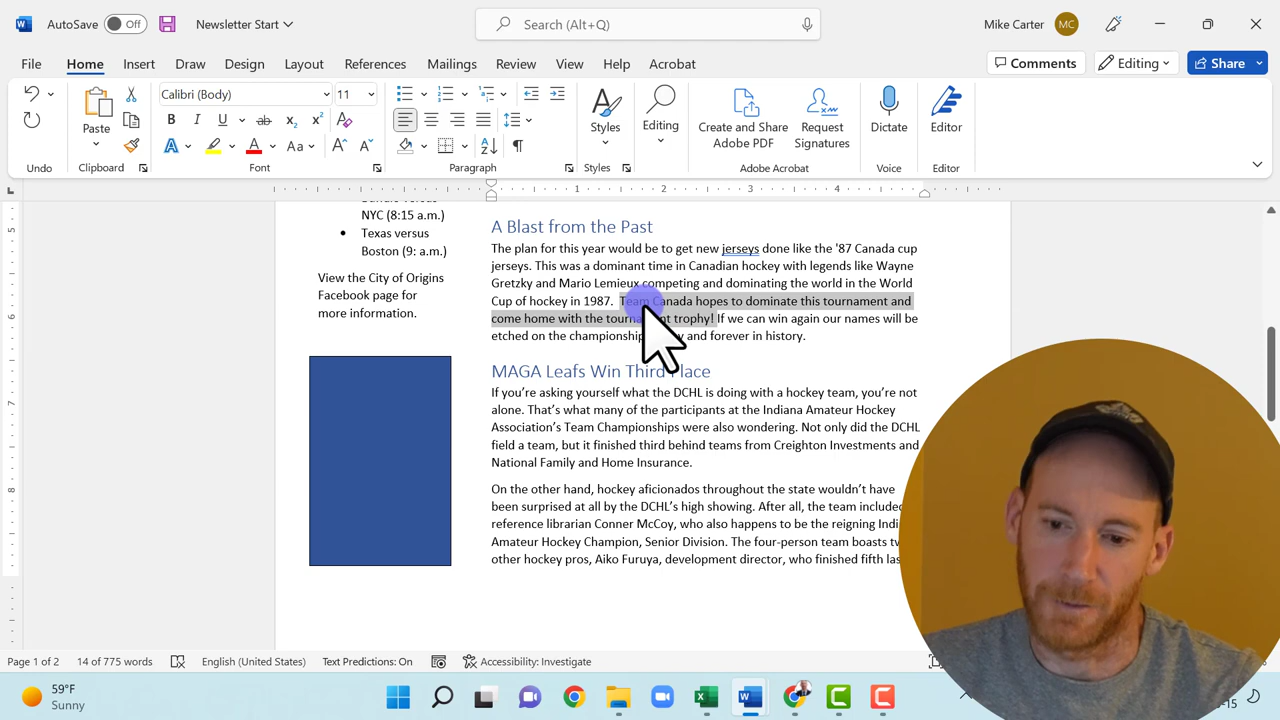 AutoSave Off Newsletter Start Search (Alt+Q) Mike Carter MC
File Home Insert Draw Design Layout References Mailings Review View Help Acrobat Comments Editing Share
Calibri (Body) 11
Paste Styles Editing Create and Share Adobe PDF Request Signatures Dictate Editor
Undo Clipboard Font Paragraph Styles Adobe Acrobat Voice Editor
NYC (8:15 a.m.)
Texas versus
Boston (9: a.m.)
View the City of Origins
Facebook page for
more information.
A Blast from the Past
The plan for this year would be to get new jerseys done like the '87 Canada cup
jerseys. This was a dominant time in Canadian hockey with legends like Wayne
Gretzky and Mario Lemieux competing and dominating the world in the World
Cup of hockey in 1987. Team Canada hopes to dominate this tournament and
come home with the tournament trophy! If we can win again our names will be
etched on the championship and forever in history.
MAGA Leafs Win Third Place
If you're asking yourself what the DCHL is doing with a hockey team, you're not
alone. That's what many of the participants at the Indiana Amateur Hockey
Association's Team Championships were also wondering. Not only did the DCHL
field a team, but it finished third behind teams from Creighton Investments and
National Family and Home Insurance.
On the other hand, hockey aficionados throughout the state wouldn't have
been surprised at all by the DCHL's high showing. After all, the team included
reference librarian Conner McCoy, who also happens to be the reigning
Amateur Hockey Champion, Senior Division. The four-person team boasts
other hockey pros, Aiko Furuya, development director, who finished fifth
Page 1 of 2 14 of 775 words English (United States) Text Predictions: On Accessibility: Investigate
59°F
Sunny